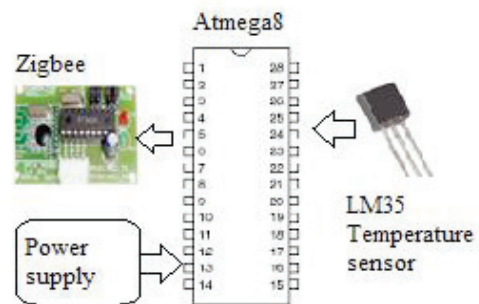 Atmega8
Zigbee
1 28
2 27
3 26
4 25
5 24
6 23
7 22
8 21
9 20
10 19
11 18
12 17
13 16
14 15
LM35
Temperature
sensor
Power
supply